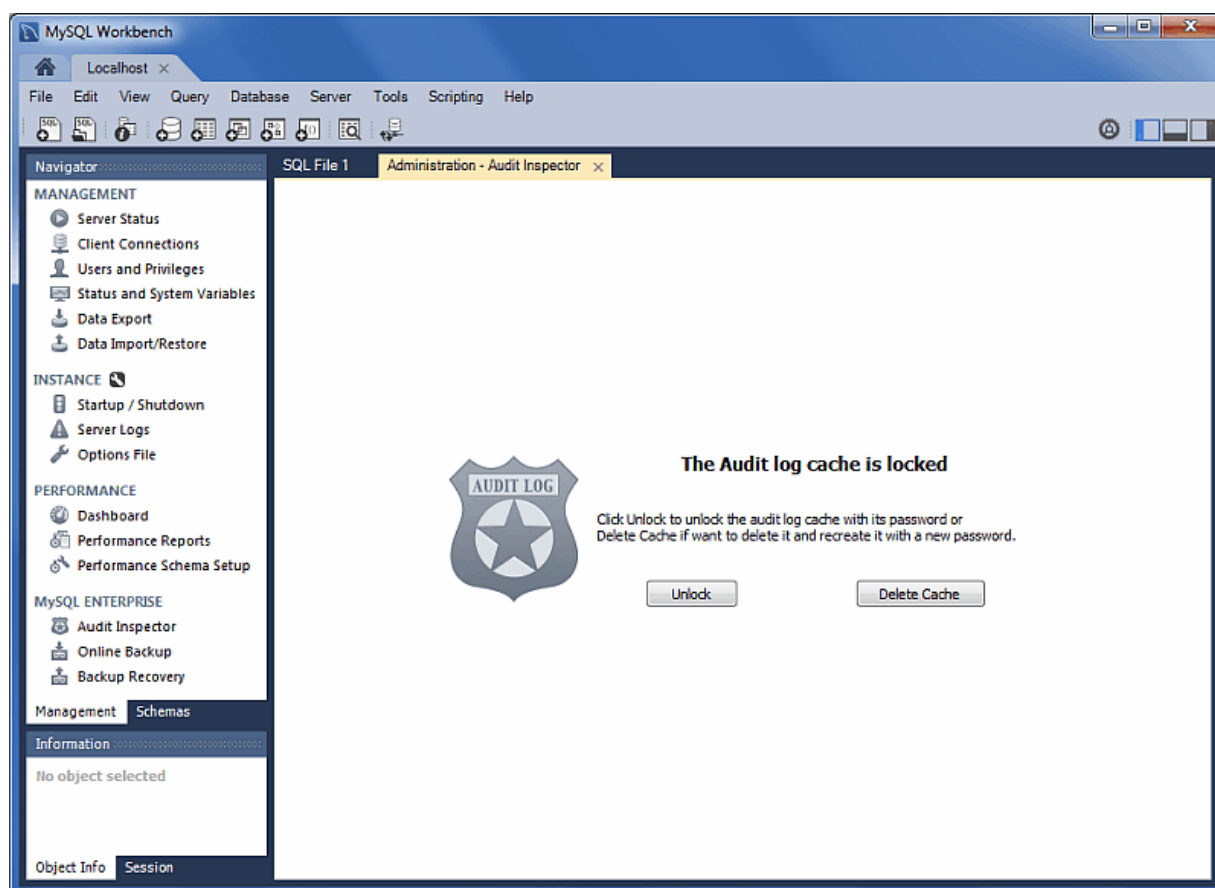 MySQL Workbench
Localhost
File Edit View Query Database Server Tools Scripting Help
Navigator
SQL File 1
Administration - Audit Inspector
MANAGEMENT
Server Status
Client Connections
Users and Privileges
Status and System Variables
Data Export
Data Import/Restore
INSTANCE
Startup / Shutdown
Server Logs
Options File
PERFORMANCE
Dashboard
Performance Reports
Performance Schema Setup
MySQL ENTERPRISE
Audit Inspector
Online Backup
Backup Recovery
Management Schemas
Information
No object selected
Object Info Session
AUDIT LOG
The Audit log cache is locked
Click Unlock to unlock the audit log cache with its password or
Delete Cache if want to delete it and recreate it with a new password.
Unlock Delete Cache